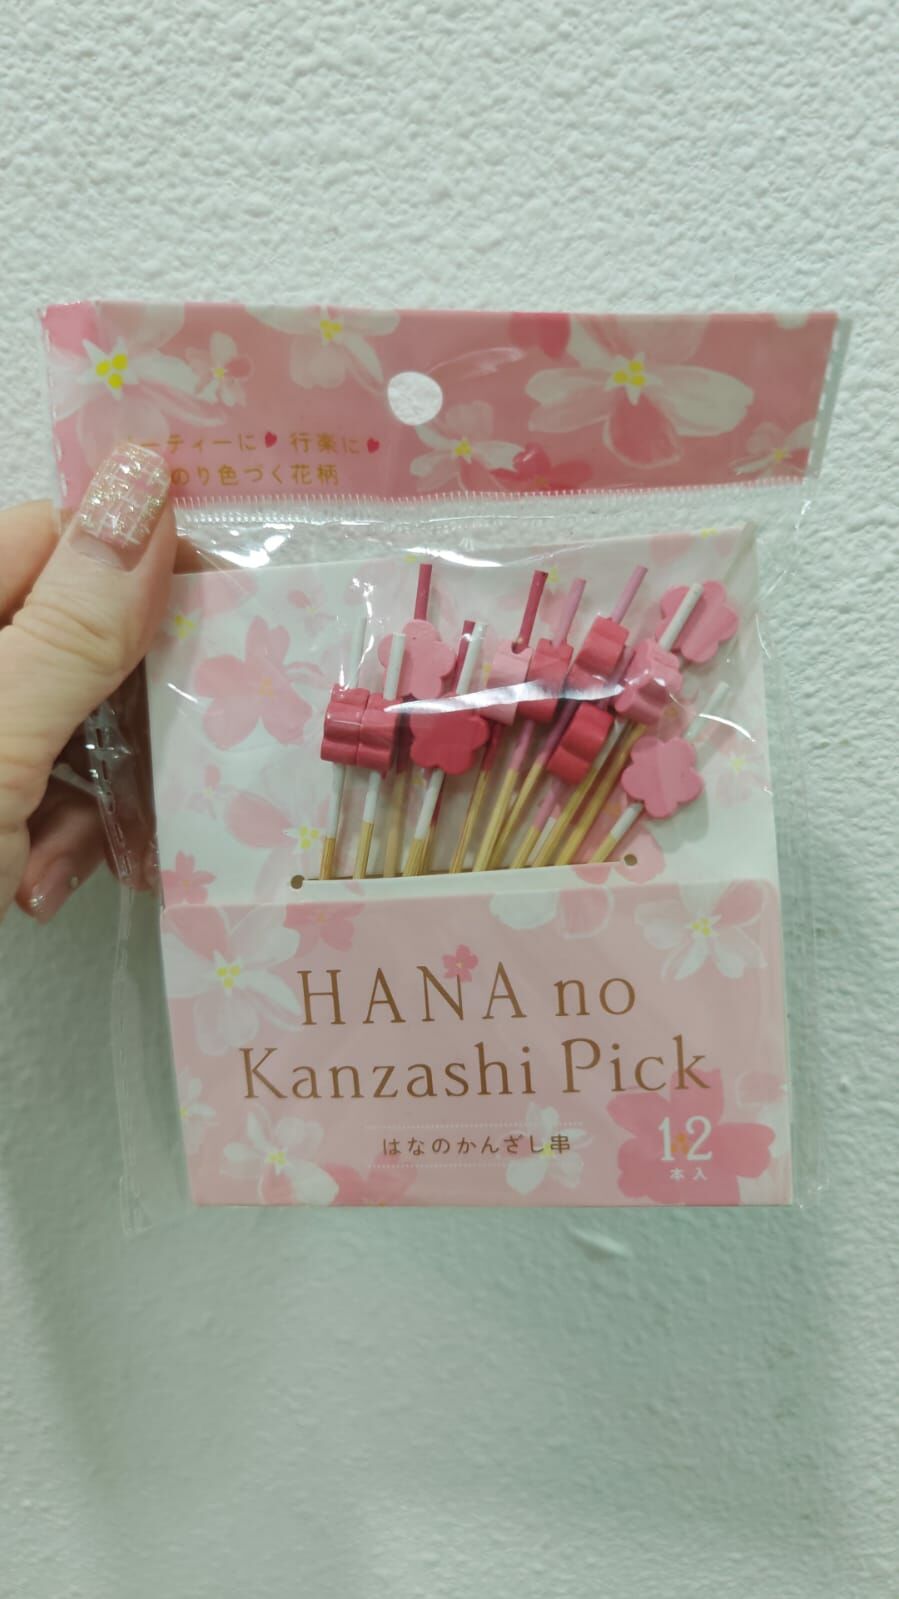 ーティーに 行楽に
のり色づく花柄
HANA no
Kanzashi Pick
はなのかんざし串
12
本入